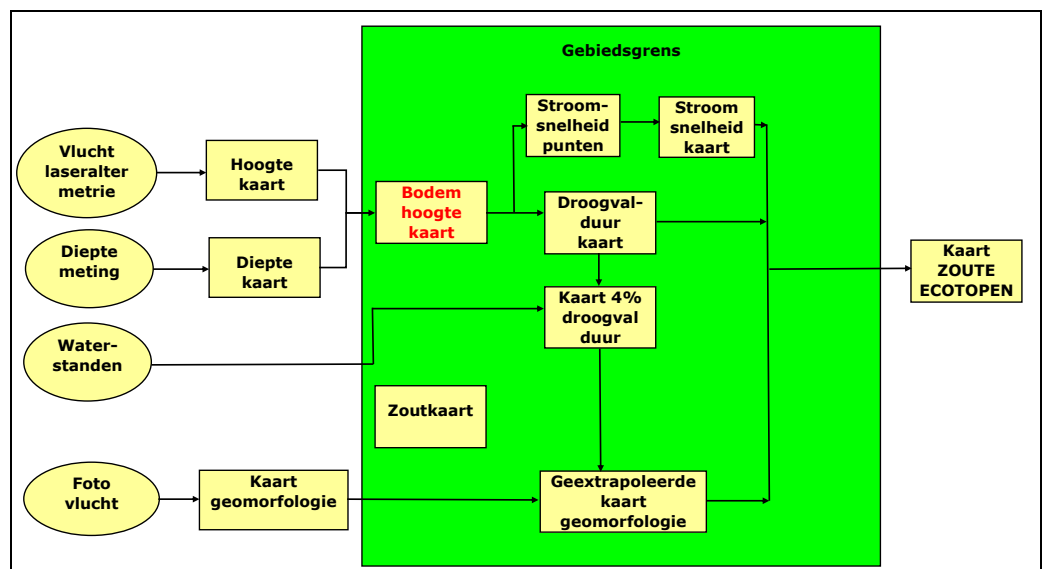 Gebiedsgrens
Vlucht
laseralter
metrie
Hoogte
kaart
Diepte
meting
Diepte
kaart
Bodem
hoogte
kaart
Stroom-
snelheid
punten
Stroom
snelheid
kaart
Droogval-
duur
kaart
Kaart 4%
droogval
duur
Water-
standen
Zoutkaart
Foto
vlucht
Kaart
geomorfologie
Geextrapoleerde
kaart
geomorfologie
Kaart
ZOUTE
ECOTOPEN